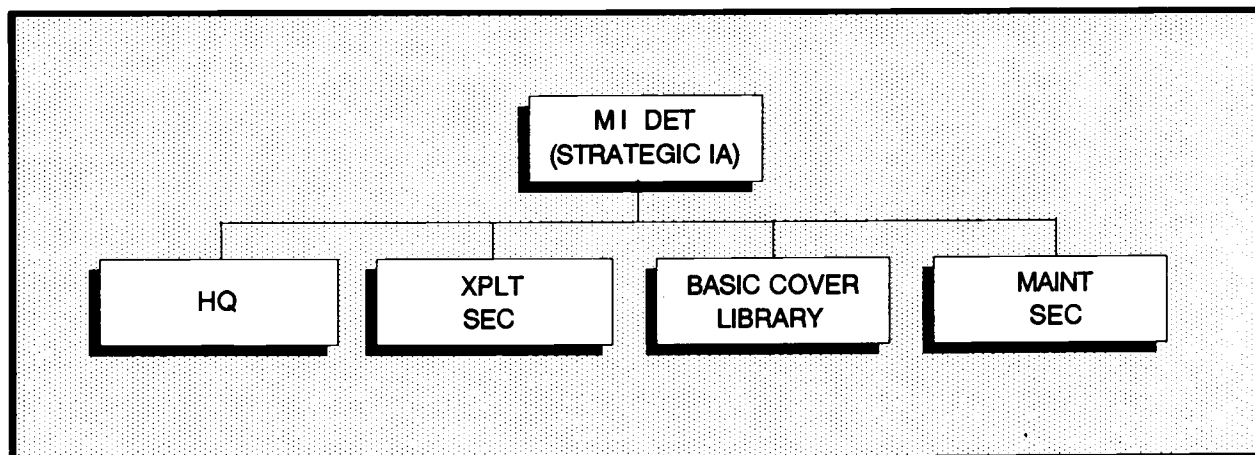 MI DET
(STRATEGIC IA)
HQ
XPLT
SEC
BASIC COVER
LIBRARY
MAINT
SEC